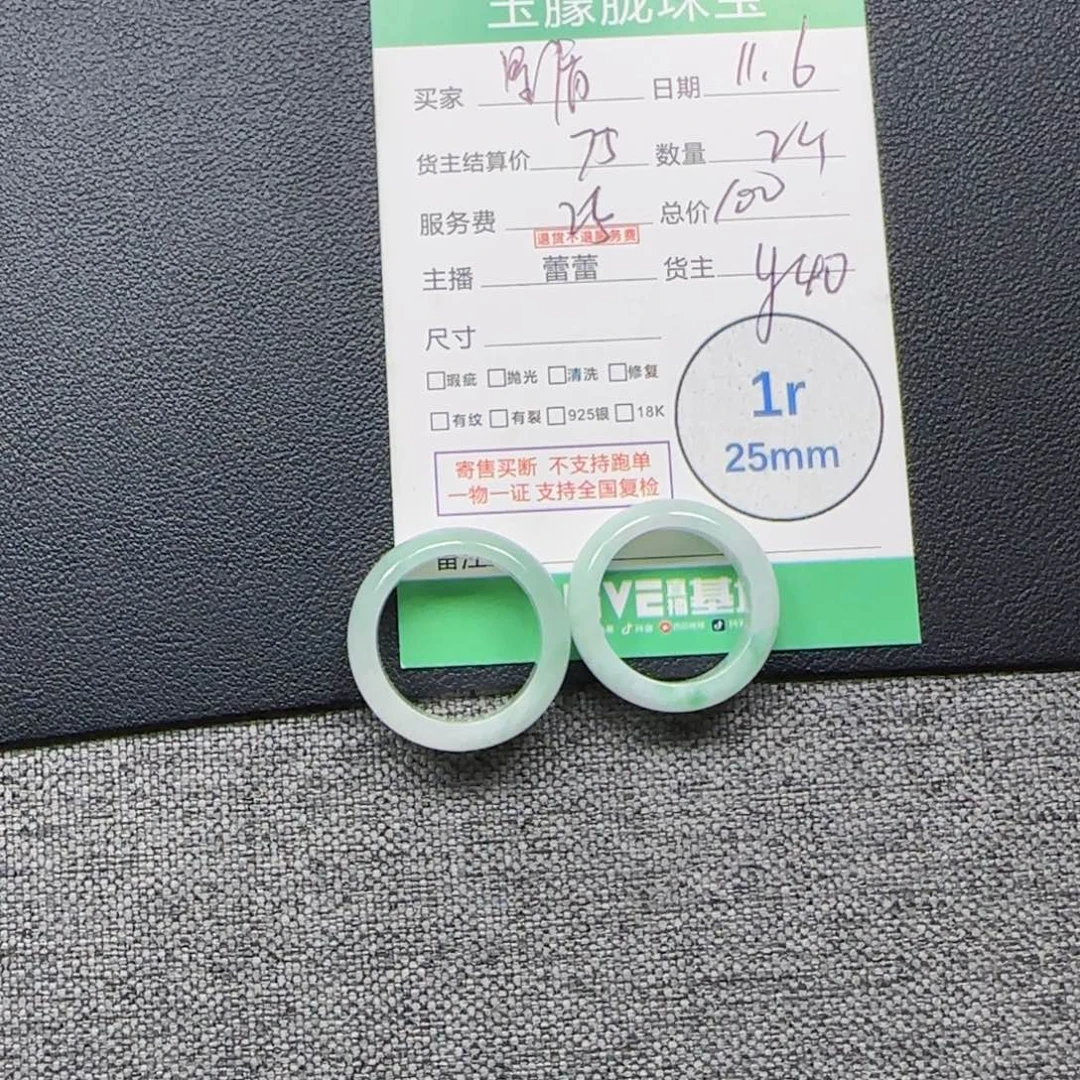 玉朦胧珠宝
买家 日期 11.6
货主结算价 75 数量 24
服务费 25 总价 100
退货不退服务费
主播 蕾蕾 货主 y40
尺寸
瑕疵 抛光 清洗 修复
有纹 有裂 925银 18K
1r
25mm
寄售买断 不支持跑单
一物一证 支持全国复检
备注